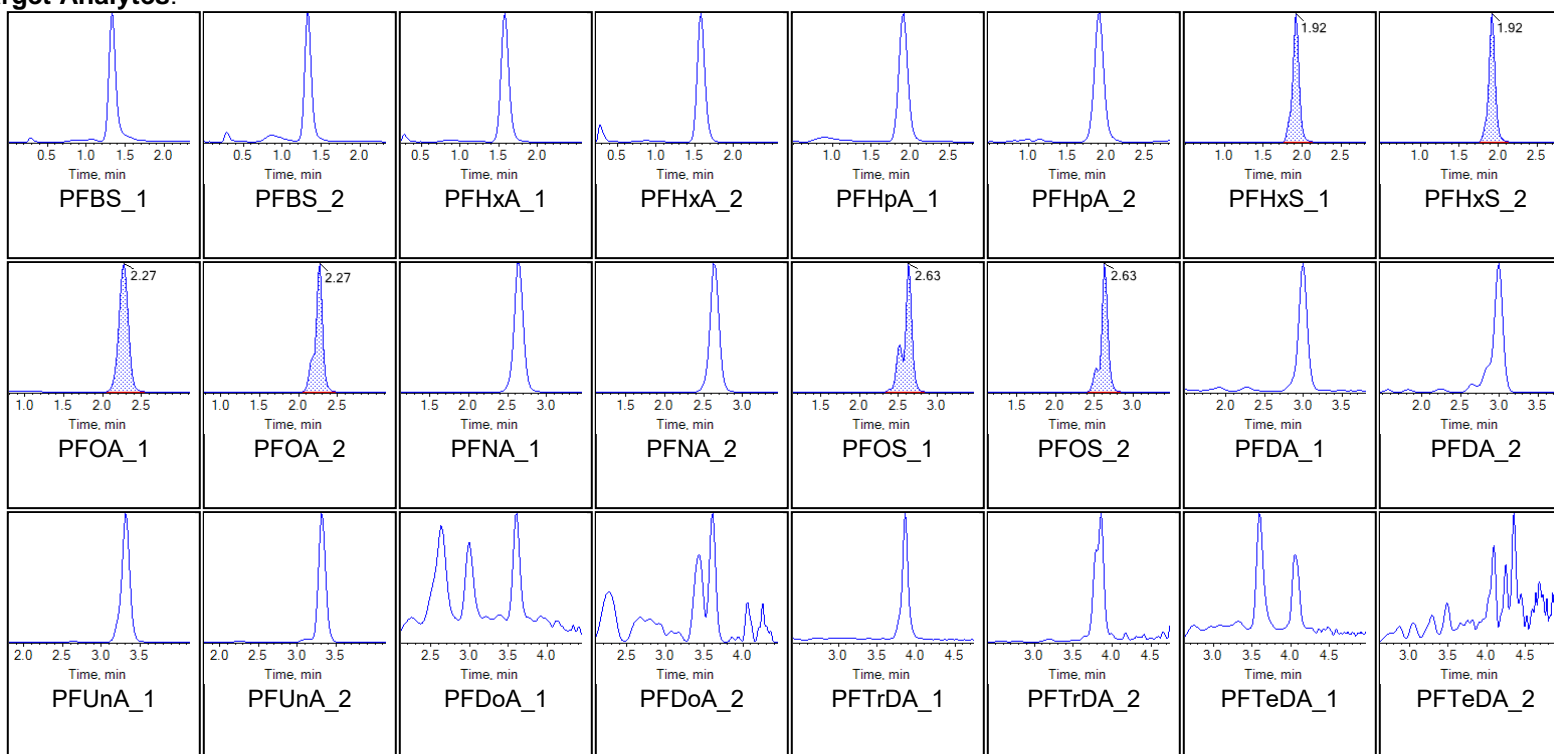 rget Analytes:
1.92 1.92
0.5 1.0 1.5 2.0 0.5 1.0 1.5 2.0 0.5 1.0 1.5 2.0 0.5 1.0 1.5 2.0 1.0 1.5 2.0 2.5 1.0 1.5 2.0 2.5 1.0 1.5 2.0 2.5 1.0 1.5 2.0 2.5
Time, min Time, min Time, min Time, min Time, min Time, min Time, min Time, min
PFBS_1 PFBS_2 PFHxA_1 PFHxA_2 PFHpA_1 PFHpA_2 PFHxS_1 PFHxS_2
2.27 2.27 2.63 2.63
1.0 1.5 2.0 2.5 1.0 1.5 2.0 2.5 1.5 2.0 2.5 3.0 1.5 2.0 2.5 3.0 1.5 2.0 2.5 3.0 1.5 2.0 2.5 3.0 2.0 2.5 3.0 3.5 2.0 2.5 3.0 3.5
Time, min Time, min Time, min Time, min Time, min Time, min Time, min Time, min
PFOA_1 PFOA_2 PFNA_1 PFNA_2 PFOS_1 PFOS_2 PFDA_1 PFDA_2
2.0 2.5 3.0 3.5 2.0 2.5 3.0 3.5 2.5 3.0 3.5 4.0 2.5 3.0 3.5 4.0 3.0 3.5 4.0 4.5 3.0 3.5 4.0 4.5 3.0 3.5 4.0 4.5 3.0 3.5 4.0 4.5
Time, min Time, min Time, min Time, min Time, min Time, min Time, min Time, min
PFUnA_1 PFUnA_2 PFDoA_1 PFDoA_2 PFTrDA_1 PFTrDA_2 PFTeDA_1 PFTeDA_2